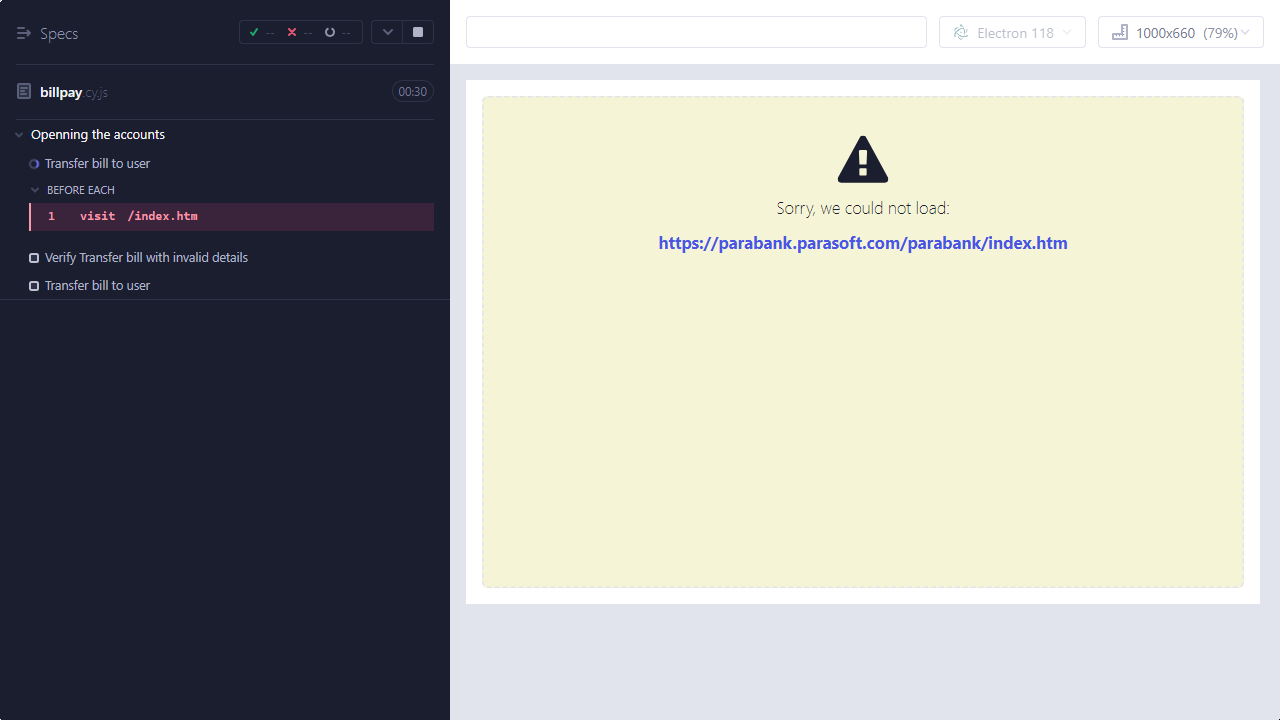 Specs
--
--
--
billpay.cy.js
00:30
Openning the accounts
Transfer bill to user
BEFORE EACH
1 visit /index.htm
Verify Transfer bill with invalid details
Transfer bill to user
Electron 118
1000x660 (79%)
Sorry, we could not load:
https://parabank.parasoft.com/parabank/index.htm